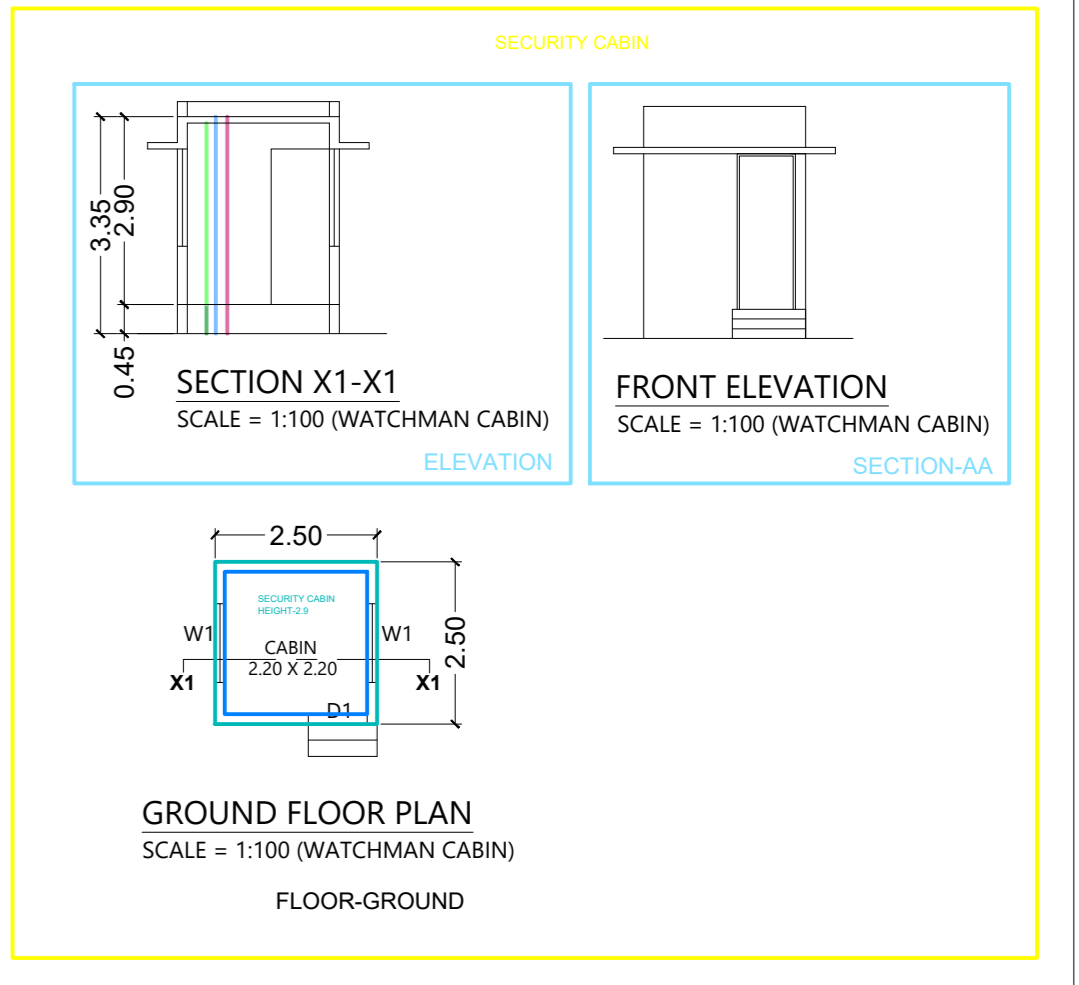 SECURITY CABIN
3.35
2.90
0.45
SECTION X1-X1
SCALE = 1:100 (WATCHMAN CABIN)
ELEVATION
FRONT ELEVATION
SCALE = 1:100 (WATCHMAN CABIN)
SECTION-AA
2.50
SECURITY CABIN
HEIGHT-2.9
W1
W1
CABIN
2.20 X 2.20
2.50
X1
X1
D1
GROUND FLOOR PLAN
SCALE = 1:100 (WATCHMAN CABIN)
FLOOR-GROUND